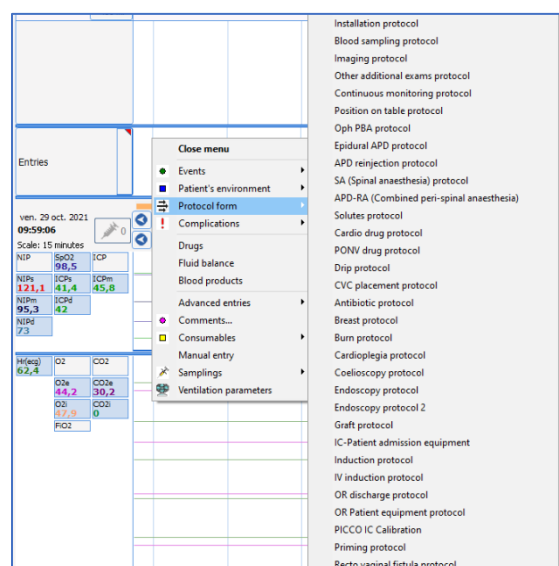 Entries
ven. 29 oct. 2021
09:59:06
0
Scale: 15 minutes
NIP SpO2 ICP
98,5
NIPs ICPs ICPm
121,1 41,4 45,8
NIPm ICPd
95,3 42
NIPd
73
Hr(ecg) O2 CO2
62,4
O2e CO2e
44,2 30,2
O2i CO2i
47,9 0
FiO2
Close menu
Events
Patient's environment
Protocol form
Complications
Drugs
Fluid balance
Blood products
Advanced entries
Comments...
Consumables
Manual entry
Samplings
Ventilation parameters
Installation protocol
Blood sampling protocol
Imaging protocol
Other additional exams protocol
Continuous monitoring protocol
Position on table protocol
Oph PBA protocol
Epidural APD protocol
APD reinjection protocol
SA (Spinal anaesthesia) protocol
APD-RA (Combined peri-spinal anaesthesia)
Solutes protocol
Cardio drug protocol
PONV drug protocol
Drip protocol
CVC placement protocol
Antibiotic protocol
Breast protocol
Burn protocol
Cardioplegia protocol
Coelioscopy protocol
Endoscopy protocol
Endoscopy protocol 2
Graft protocol
IC-Patient admission equipment
Induction protocol
IV induction protocol
OR discharge protocol
OR Patient equipment protocol
PICCO IC Calibration
Priming protocol
Recto vaginal fistula protocol